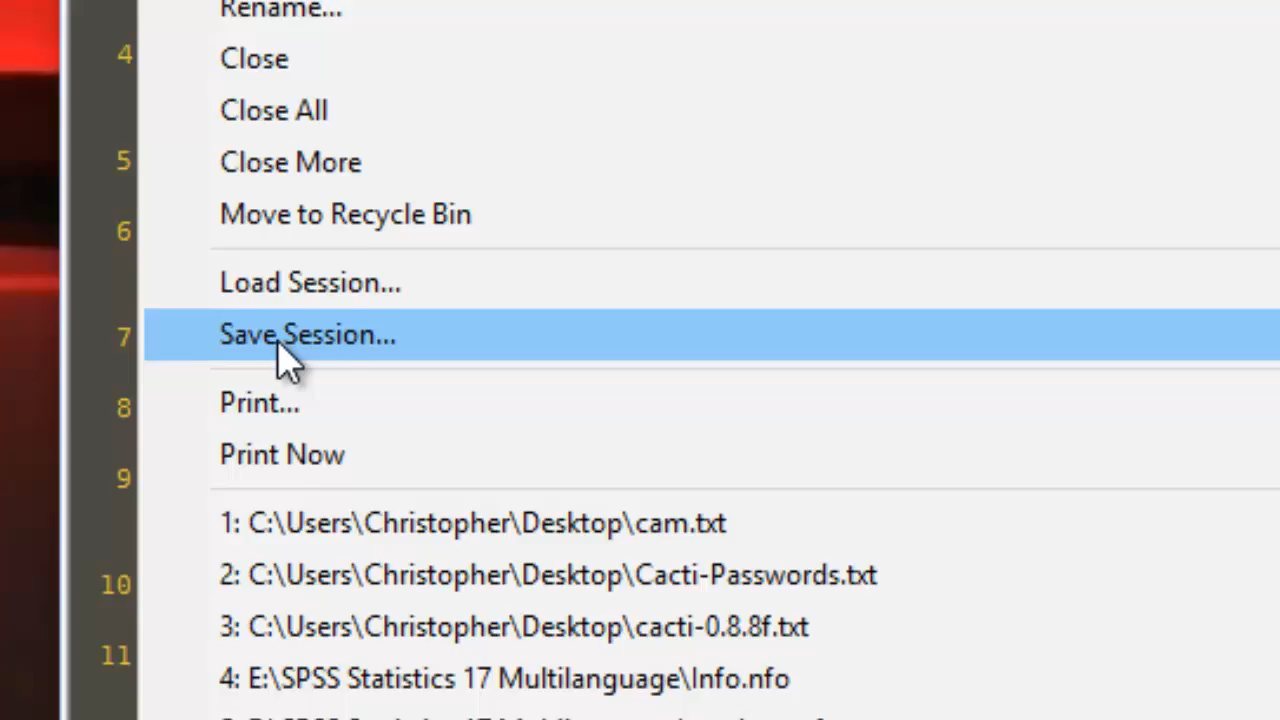 Rename...
4
Close
Close All
5
Close More
6
Move to Recycle Bin
Load Session...
7
Save Session...
8
Print...
Print Now
9
1: C:\Users\Christopher\Desktop\cam.txt
10
2: C:\Users\Christopher\Desktop\Cacti-Passwords.txt
3: C:\Users\Christopher\Desktop\cacti-0.8.8f.txt
11
4: E:\SPSS Statistics 17 Multilanguage\Info.nfo